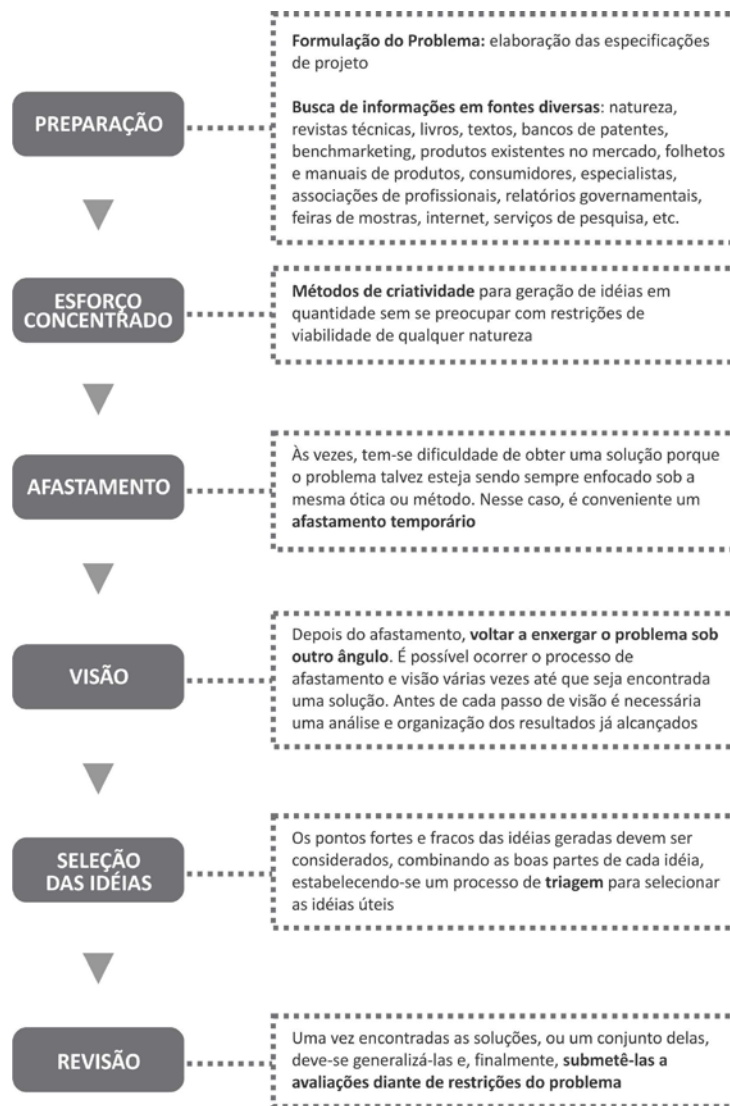 Formulação do Problema: elaboração das especificações
de projeto
PREPARAÇÃO
Busca de informações em fontes diversas: natureza,
revistas técnicas, livros, textos, bancos de patentes,
benchmarketing, produtos existentes no mercado, folhetos
e manuais de produtos, consumidores, especialistas,
associações de profissionais, relatórios governamentais,
feiras de mostras, internet, serviços de pesquisa, etc.
ESFORÇO
CONCENTRADO
Métodos de criatividade para geração de idéias em
quantidade sem se preocupar com restrições de
viabilidade de qualquer natureza
AFASTAMENTO
Às vezes, tem-se dificuldade de obter uma solução porque
o problema talvez esteja sendo sempre enfocado sob a
mesma ótica ou método. Nesse caso, é conveniente um
afastamento temporário
VISÃO
Depois do afastamento, voltar a enxergar o problema sob
outro ângulo. É possível ocorrer o processo de
afastamento e visão várias vezes até que seja encontrada
uma solução. Antes de cada passo de visão é necessária
uma análise e organização dos resultados já alcançados
SELEÇÃO
DAS IDÉIAS
Os pontos fortes e fracos das idéias geradas devem ser
considerados, combinando as boas partes de cada idéia,
estabelecendo-se um processo de triagem para selecionar
as idéias úteis
REVISÃO
Uma vez encontradas as soluções, ou um conjunto delas,
deve-se generalizá-las e, finalmente, submetê-las a
avaliações diante de restrições do problema